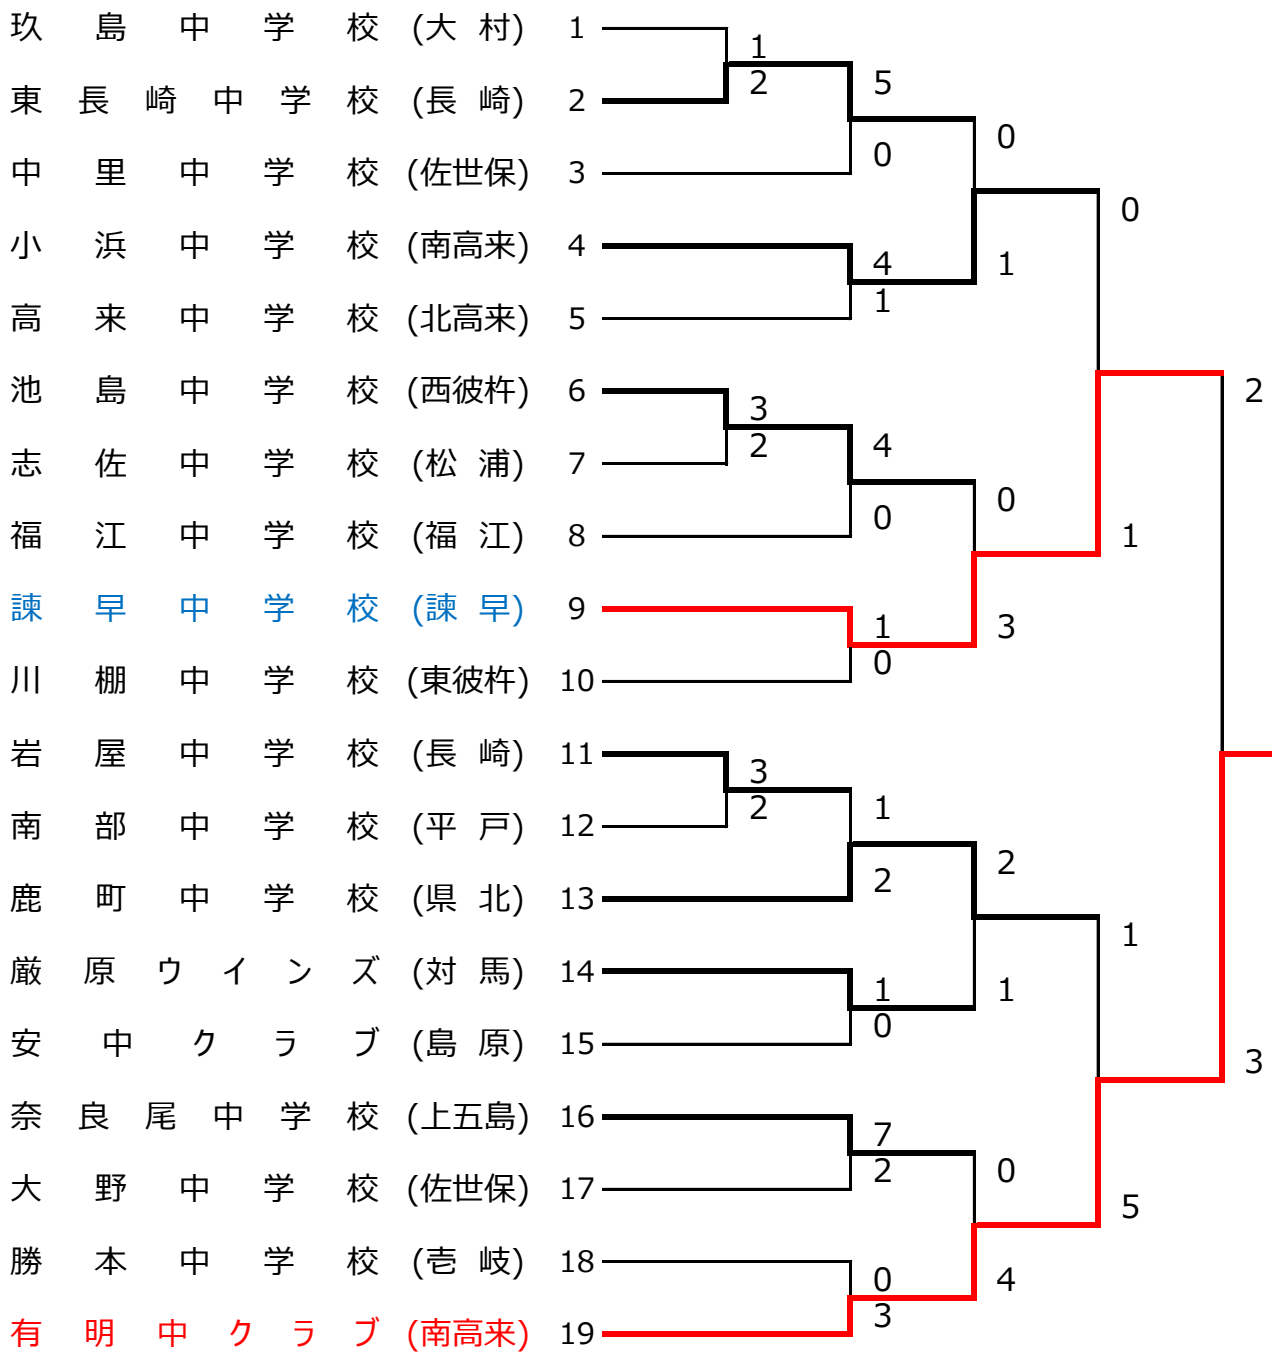 玖島中学校 (大村) 1
東長崎中学校 (長崎) 2
中里中学校 (佐世保) 3
小浜中学校 (南高来) 4
高来中学校 (北高来) 5
池島中学校 (西彼杵) 6
志佐中学校 (松浦) 7
福江中学校 (福江) 8
諫早中学校 (諫早) 9
川棚中学校 (東彼杵) 10
岩屋中学校 (長崎) 11
南部中学校 (平戸) 12
鹿町中学校 (県北) 13
厳原ウインズ (対馬) 14
安中クラブ (島原) 15
奈良尾中学校 (上五島) 16
大野中学校 (佐世保) 17
勝本中学校 (壱岐) 18
有明中クラブ (南高来) 19
1
2
3
2
3
2
5
0
4
1
4
0
1
0
1
2
1
0
7
2
0
3
0
1
0
3
2
1
0
4
0
1
1
5
2
3